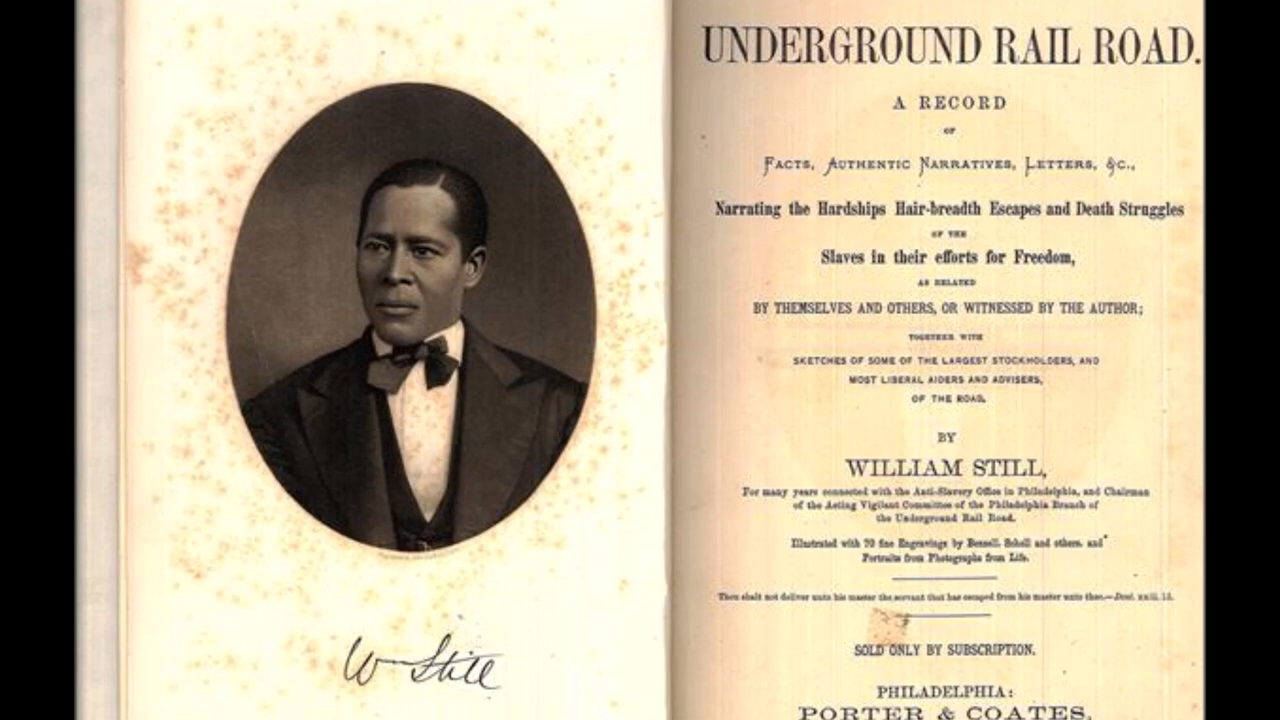 Wm Still
UNDERGROUND RAIL ROAD.
A RECORD
OF
FACTS, AUTHENTIC NARRATIVES, LETTERS, &C.,
Narrating the Hardships Hair-breadth Escapes and Death Struggles
OF THE
Slaves in their efforts for Freedom,
AS RELATED
BY THEMSELVES AND OTHERS, OR WITNESSED BY THE AUTHOR;
TOGETHER WITH
SKETCHES OF SOME OF THE LARGEST STOCKHOLDERS, AND
MOST LIBERAL AIDERS AND ADVISERS,
OF THE ROAD.
BY
WILLIAM STILL,
For many years connected with the Anti-Slavery Office in Philadelphia, and Chairman
of the Acting Vigilant Committee of the Philadelphia Branch of
the Underground Rail Road.
Illustrated with 70 fine Engravings by Bensell, Schell and others, and
Portraits from Photographs from Life.
Thou shalt not deliver unto his master the servant that has escaped from his master unto thee.—Deut. xxiii. 15.
SOLD ONLY BY SUBSCRIPTION.
PHILADELPHIA:
PORTER & COATES,